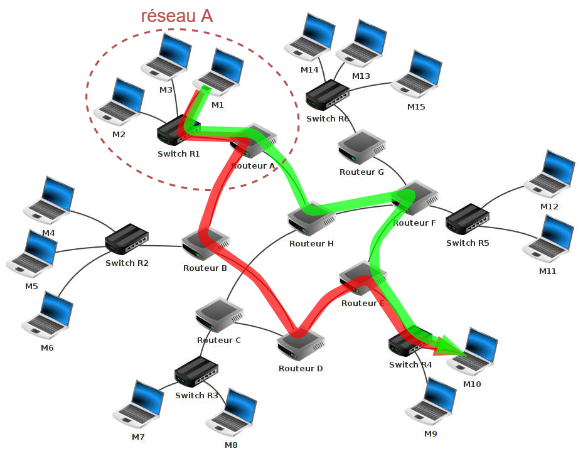 réseau A
M14
M13
M3
M1
M15
M2
Switch R6
Switch R1
Routeur A
Routeur G
M12
M4
Routeur F
Switch R5
Routeur H
M11
Switch R2
Routeur B
M5
Routeur E
M6
Routeur C
Routeur D
Switch R4
M10
Switch R3
M9
M7
M8